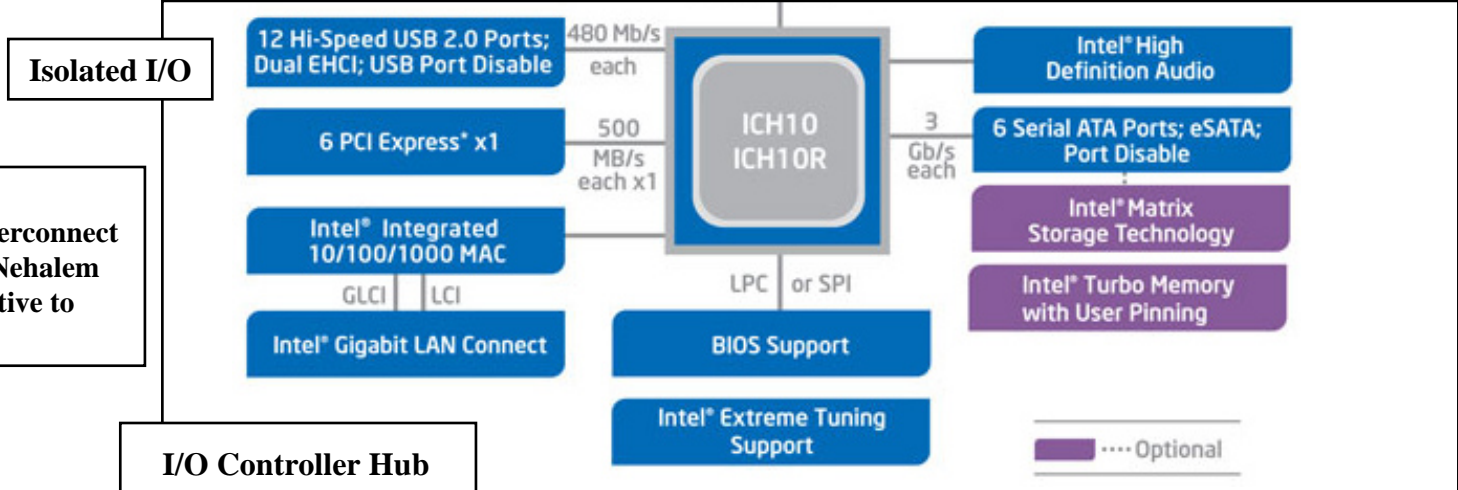 Isolated I/O
erconnect
Nehalem
tive to
I/O Controller Hub
12 Hi-Speed USB 2.0 Ports;
Dual EHCI; USB Port Disable
480 Mb/s
each
6 PCI Express* x1
500
MB/s
each x1
Intel® Integrated
10/100/1000 MAC
GLCI
LCI
Intel® Gigabit LAN Connect
ICH10
ICH10R
LPC or SPI
BIOS Support
Intel® Extreme Tuning
Support
Intel® High
Definition Audio
3
Gb/s
each
6 Serial ATA Ports; eSATA;
Port Disable
Intel® Matrix
Storage Technology
Intel® Turbo Memory
with User Pinning
Optional